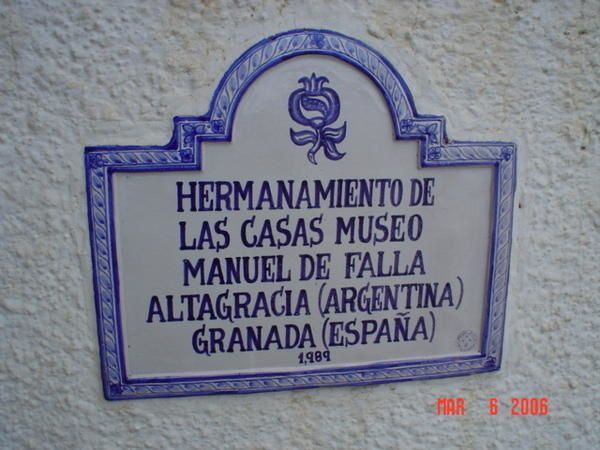 HERMANAMIENTO DE
LAS CASAS MUSEO
MANUEL DE FALLA
ALTAGRACIA (ARGENTINA)
GRANADA (ESPAÑA)
1,989
MAR 6 2006